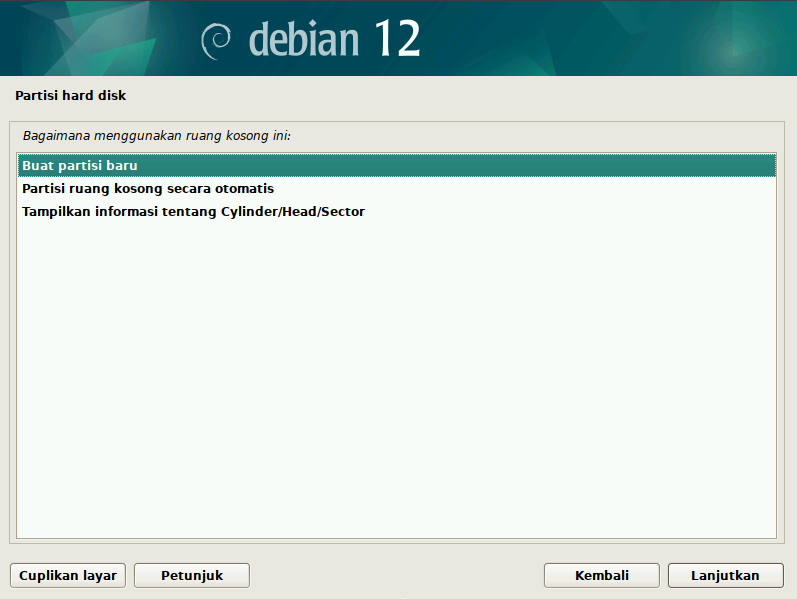 debian 12
Partisi hard disk
Bagaimana menggunakan ruang kosong ini:
Buat partisi baru
Partisi ruang kosong secara otomatis
Tampilkan informasi tentang Cylinder/Head/Sector
Cuplikan layar
Petunjuk
Kembali
Lanjutkan